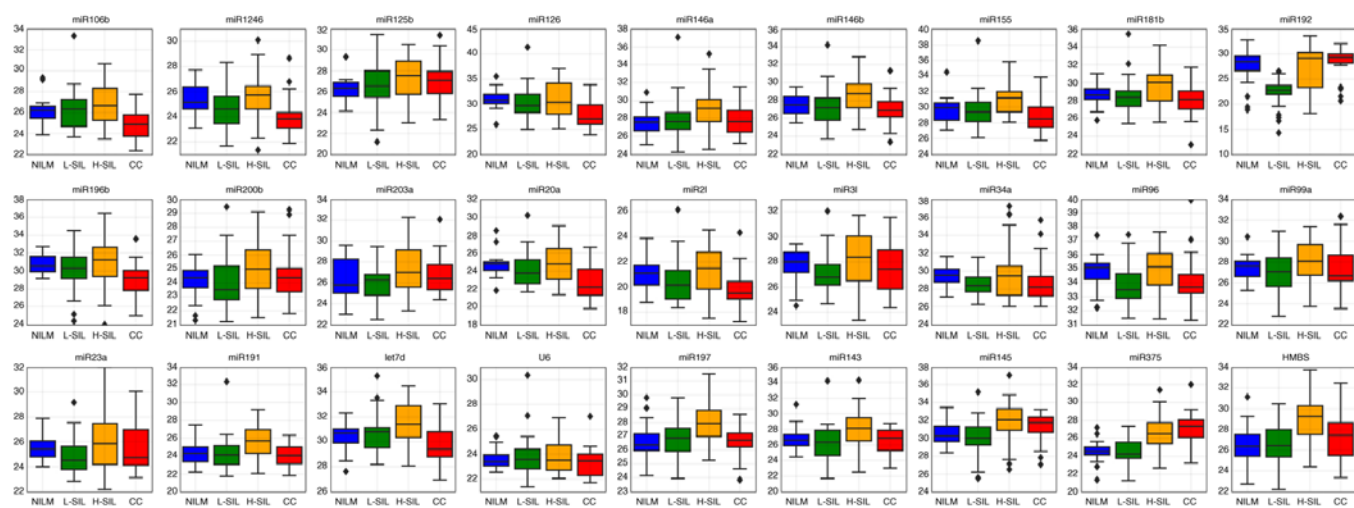 miR106b miR1246 miR125b miR126 miR146a miR146b miR155 miR181b miR192
34 32 30 28 26 24 22
30 28 26 24 22
32 30 28 26 24 22 20
45 40 35 30 25 20
38 36 34 32 30 28 26 24
36 34 32 30 28 26 24 22
40 38 36 34 32 30 28 26 24
36 34 32 30 28 26 24 22
35 30 25 20 15 10
NILM L-SIL H-SIL CC NILM L-SIL H-SIL CC NILM L-SIL H-SIL CC NILM L-SIL H-SIL CC NILM L-SIL H-SIL CC NILM L-SIL H-SIL CC NILM L-SIL H-SIL CC NILM L-SIL H-SIL CC NILM L-SIL H-SIL CC
miR196b miR200b miR203a miR20a miR2l miR3l miR34a miR96 miR99a
38 36 34 32 30 28 26 24
30 29 28 27 26 25 24 23 22 21
34 32 30 28 26 24 22
32 30 28 26 24 22 20 18
26 24 22 20 18
34 32 30 28 26 24 22
38 36 34 32 30 28 26 24
40 39 38 37 36 35 34 33 32 31
34 32 30 28 26 24 22
NILM L-SIL H-SIL CC NILM L-SIL H-SIL CC NILM L-SIL H-SIL CC NILM L-SIL H-SIL CC NILM L-SIL H-SIL CC NILM L-SIL H-SIL CC NILM L-SIL H-SIL CC NILM L-SIL H-SIL CC NILM L-SIL H-SIL CC
miR23a miR191 let7d U6 miR197 miR143 miR145 miR375 HMBS
32 30 28 26 24 22
34 32 30 28 26 24 22 20 18
36 34 32 30 28 26
32 30 28 26 24 22
32 31 30 29 28 27 26 25 24 23
36 34 32 30 28 26 24 22 20
38 36 34 32 30 28 26 24
34 32 30 28 26 24 22 20
34 32 30 28 26 24 22
NILM L-SIL H-SIL CC NILM L-SIL H-SIL CC NILM L-SIL H-SIL CC NILM L-SIL H-SIL CC NILM L-SIL H-SIL CC NILM L-SIL H-SIL CC NILM L-SIL H-SIL CC NILM L-SIL H-SIL CC NILM L-SIL H-SIL CC